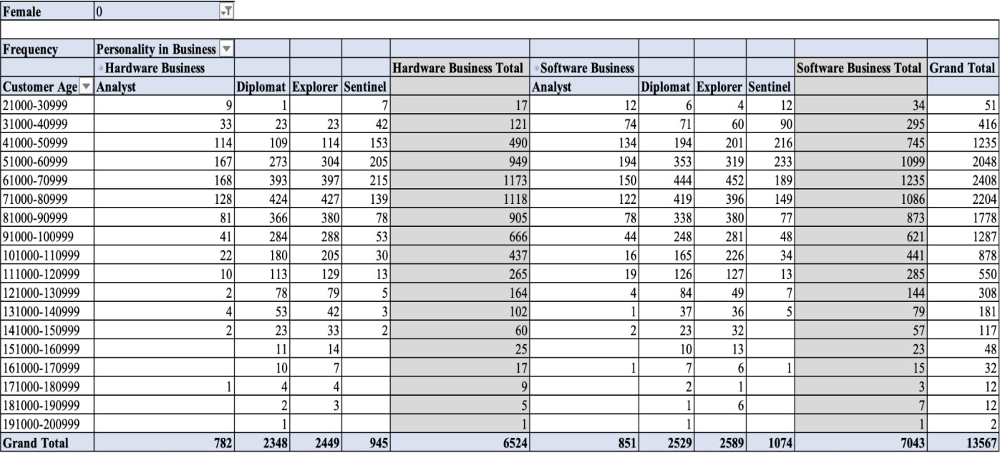 Female 0
Frequency Personality in Business
Hardware Business Hardware Business Total Software Business Software Business Total Grand Total
Customer Age Analyst Diplomat Explorer Sentinel Analyst Diplomat Explorer Sentinel
21000-30999 9 1 7 17 12 6 4 12 34 51
31000-40999 33 23 23 42 121 74 71 60 90 295 416
41000-50999 114 109 114 153 490 134 194 201 216 745 1235
51000-60999 167 273 304 205 949 194 353 319 233 1099 2048
61000-70999 168 393 397 215 1173 150 444 452 189 1235 2408
71000-80999 128 424 427 139 1118 122 419 396 149 1086 2204
81000-90999 81 366 380 78 905 78 338 380 77 873 1778
91000-100999 41 284 288 53 666 44 248 281 48 621 1287
101000-110999 22 180 205 30 437 16 165 226 34 441 878
111000-120999 10 113 129 13 265 19 126 127 13 285 550
121000-130999 2 78 79 5 164 4 84 49 7 144 308
131000-140999 4 53 42 3 102 1 37 36 5 79 181
141000-150999 2 23 33 2 60 2 23 32 57 117
151000-160999 11 14 25 10 13 23 48
161000-170999 10 7 17 1 7 6 1 15 32
171000-180999 1 4 4 9 2 1 3 12
181000-190999 2 3 5 1 6 7 12
191000-200999 1 1 1 1 2
Grand Total 782 2348 2449 945 6524 851 2529 2589 1074 7043 13567